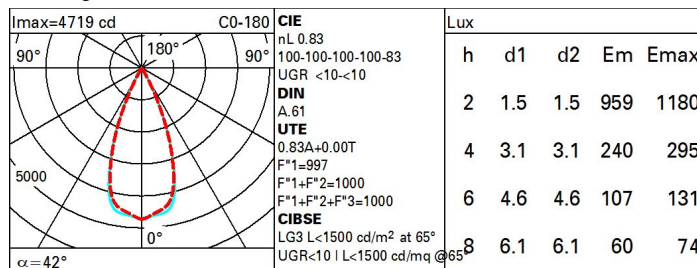 Imax=4719 cd C0-180
90° 180° 90°
5000
0°
α=42°
CIE
nL 0.83
100-100-100-100-83
UGR <10-<10
DIN
A.61
UTE
0.83A+0.00T
F"1=997
F"1+F"2=1000
F"1+F"2+F"3=1000
CIBSE
LG3 L<1500 cd/m² at 65°
UGR<10 | L<1500 cd/mq @65°
Lux
h d1 d2 Em Emax
2 1.5 1.5 959 1180
4 3.1 3.1 240 295
6 4.6 4.6 107 131
8 6.1 6.1 60 74